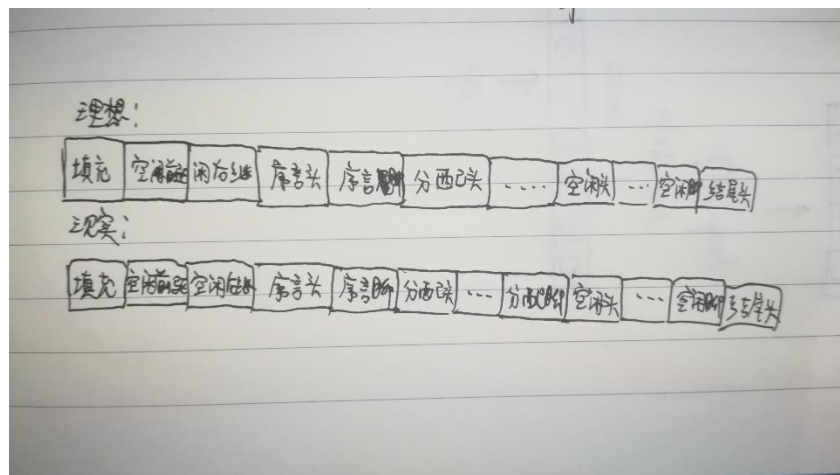 理想：
填充 空闲前驱 闲后继 序言头 序言脚 分配头 ..... 空闲头 ... 空闲脚 结尾头
现实：
填充 空闲前驱 空闲后继 序言头 序言脚 分配头 ... 分配脚 空闲头 ... 空闲脚 结尾头